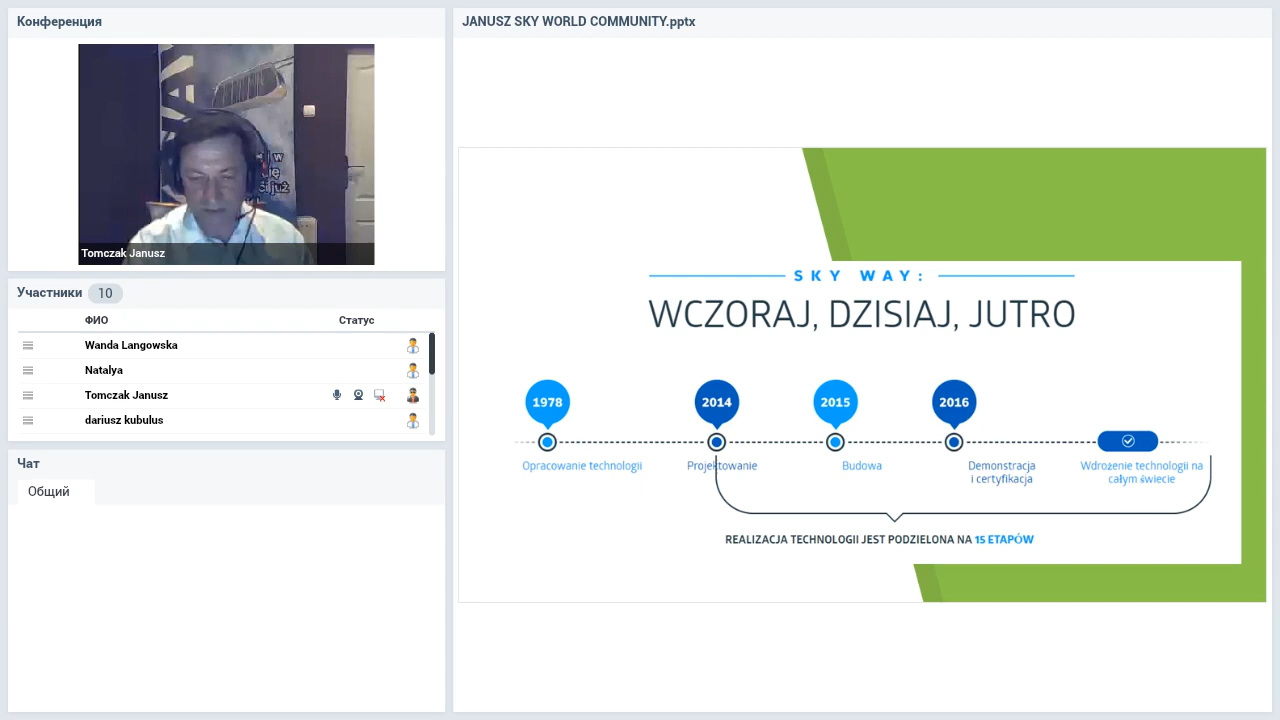 Конференция
Tomczak Janusz
Участники 10
ФИО Статус
Wanda Langowska
Natalya
Tomczak Janusz
dariusz kubulus
Чат
Общий
JANUSZ SKY WORLD COMMUNITY.pptx
SKY WAY:
WCZORAJ, DZISIAJ, JUTRO
1978 2014 2015 2016
Opracowanie technologii
Projektowanie
Budowa
Demonstracja
i certyfikacja
Wdrożenie technologii na
całym świecie
REALIZACJA TECHNOLOGII JEST PODZIELONA NA 15 ETAPÓW